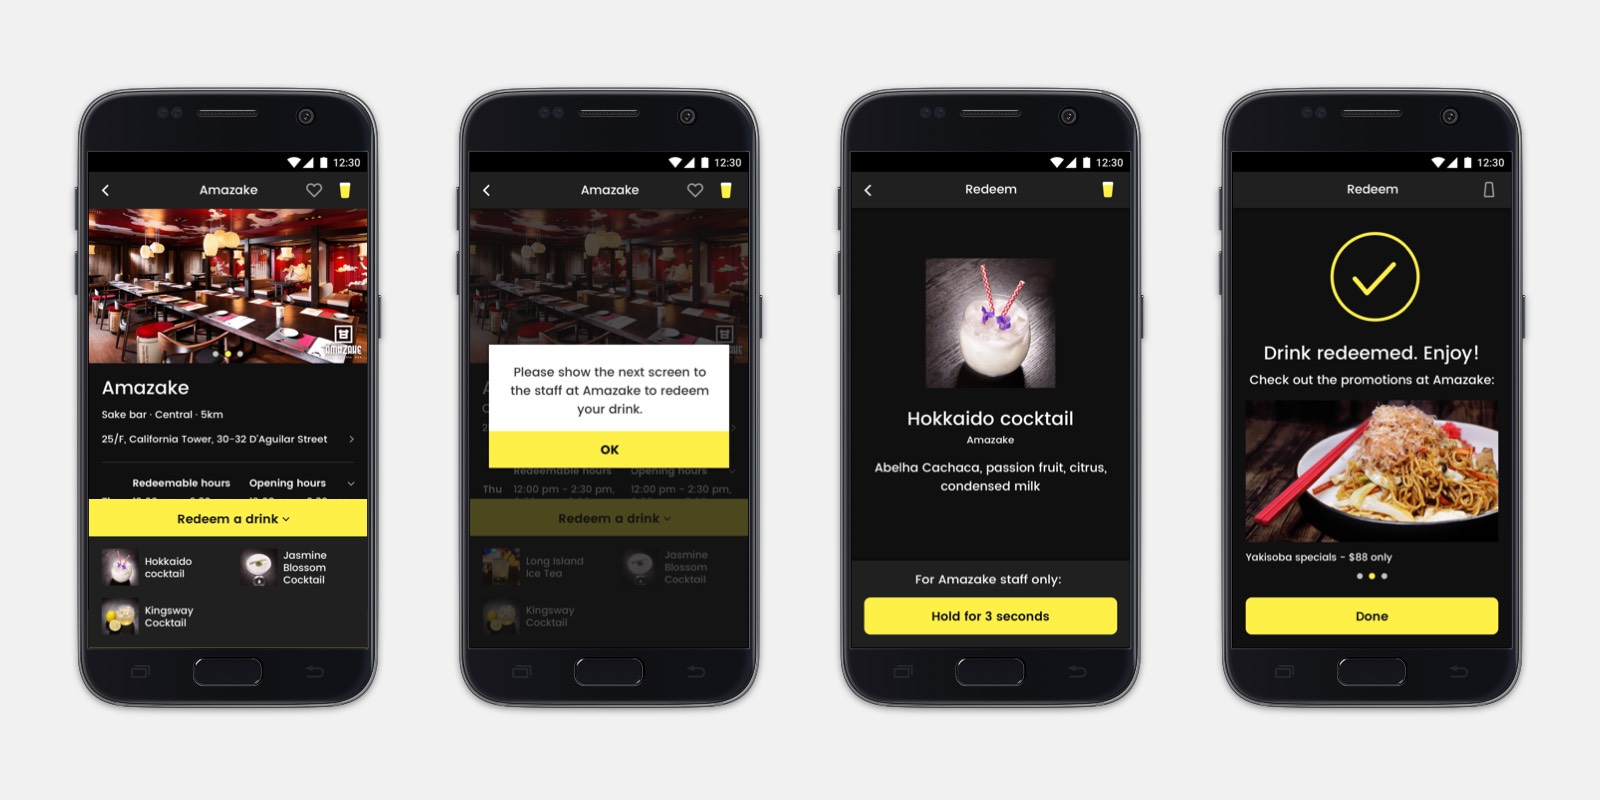 12:30
Amazake
AMAZAKE
Amazake
Sake bar · Central · 5km
25/F, California Tower, 30-32 D'Aguilar Street
Redeemable hours Opening hours
Redeem a drink
Hokkaido
cocktail
Jasmine
Blossom
Cocktail
Kingsway
Cocktail
12:30
Amazake
Please show the next screen to
the staff at Amazake to redeem
your drink.
OK
Redeemable hours Opening hours
Thu 12:00 pm - 2:30 pm, 12:00 pm - 2:30 pm,
Redeem a drink
Long Island
Ice Tea
Jasmine
Blossom
Cocktail
Kingsway
Cocktail
12:30
Redeem
Hokkaido cocktail
Amazake
Abelha Cachaca, passion fruit, citrus,
condensed milk
For Amazake staff only:
Hold for 3 seconds
12:30
Redeem
Drink redeemed. Enjoy!
Check out the promotions at Amazake:
Yakisoba specials - $88 only
Done